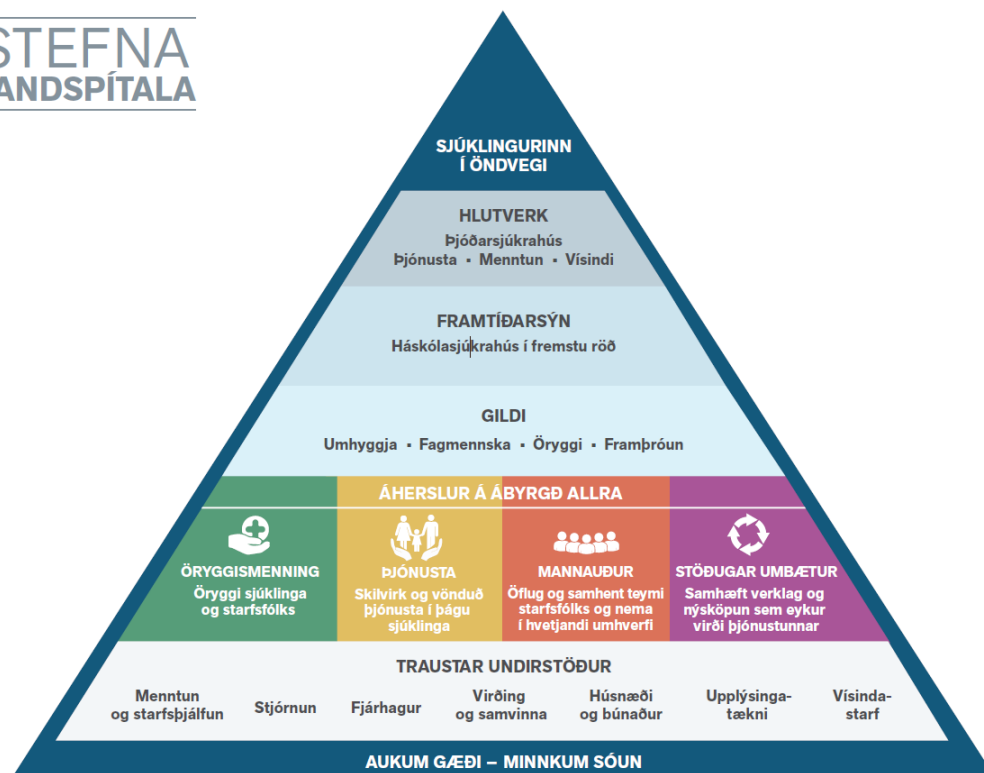 STEFNA
ANDSPÍTALA
SJÚKLINGURINN
Í ÖNDVEGI
HLUTVERK
Þjóðarsjúkrahús
Þjónusta ▪ Menntun ▪ Vísindi
FRAMTÍÐARSÝN
Háskólasjúkrahús í fremstu röð
GILDI
Umhyggja ▪ Fagmennska ▪ Öryggi ▪ Framþróun
ÁHERSLUR Á ÁBYRGÐ ALLRA
ÖRYGGISMENNING
Öryggi sjúklinga
og starfsfólks
ÞJÓNUSTA
Skilvirk og vönduð
þjónusta í þágu
sjúklinga
MANNAUÐUR
Öflug og samhent teymi
starfsfólks og nema
í hvetjandi umhverfi
STÖÐUGAR UMBÆTUR
Samhæft verklag og
nýsköpun sem eykur
virði þjónustunnar
TRAUSTAR UNDIRSTÖÐUR
Menntun
og starfsþjálfun
Stjórnun
Fjárhagur
Virðing
og samvinna
Húsnæði
og búnaður
Upplýsinga-
tækni
Vísinda-
starf
AUKUM GÆÐI – MINNKUM SÓUN